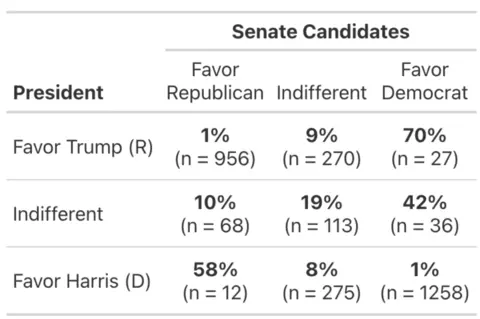 Senate Candidates
President
Favor Republican
Indifferent
Favor Democrat
Favor Trump (R)
1% 9% 70%
(n = 956) (n = 270) (n = 27)
Indifferent
10% 19% 42%
(n = 68) (n = 113) (n = 36)
Favor Harris (D)
58% 8% 1%
(n = 12) (n = 275) (n = 1258)